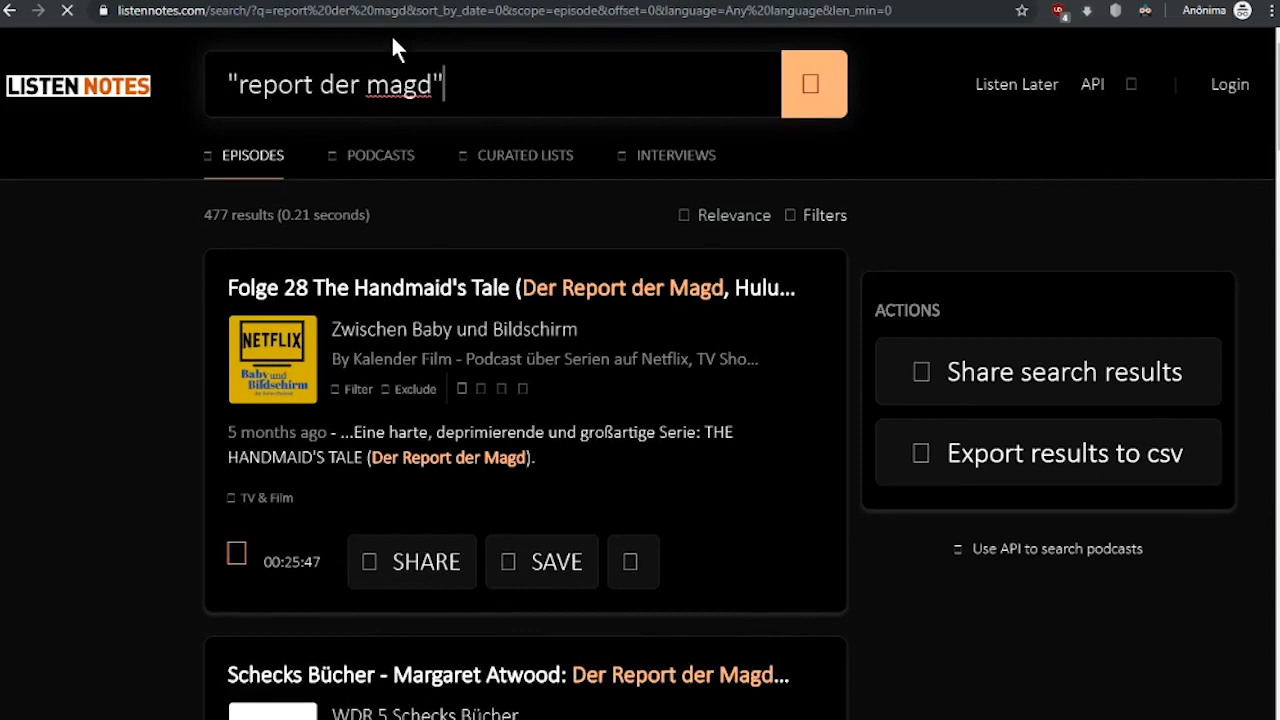 listennotes.com/search/?q=report%20der%20magd&sort_by_date=0&scope=episode&offset=0&language=Any%20language&len_min=0
4
Anônima
LISTEN NOTES
"report der magd"
Listen Later API
Login
EPISODES PODCASTS CURATED LISTS INTERVIEWS
477 results (0.21 seconds)
Relevance Filters
Folge 28 The Handmaid's Tale (Der Report der Magd, Hulu...
NETFLIX
Baby und
Bildschirm
Zwischen Baby und Bildschirm
By Kalender Film - Podcast über Serien auf Netflix, TV Sho...
Filter Exclude
5 months ago - ...Eine harte, deprimierende und großartige Serie: THE
HANDMAID'S TALE (Der Report der Magd).
TV & Film
00:25:47 SHARE SAVE
ACTIONS
Share search results
Export results to csv
Use API to search podcasts
Schecks Bücher - Margaret Atwood: Der Report der Magd...
WDR 5 Schecks Bücher